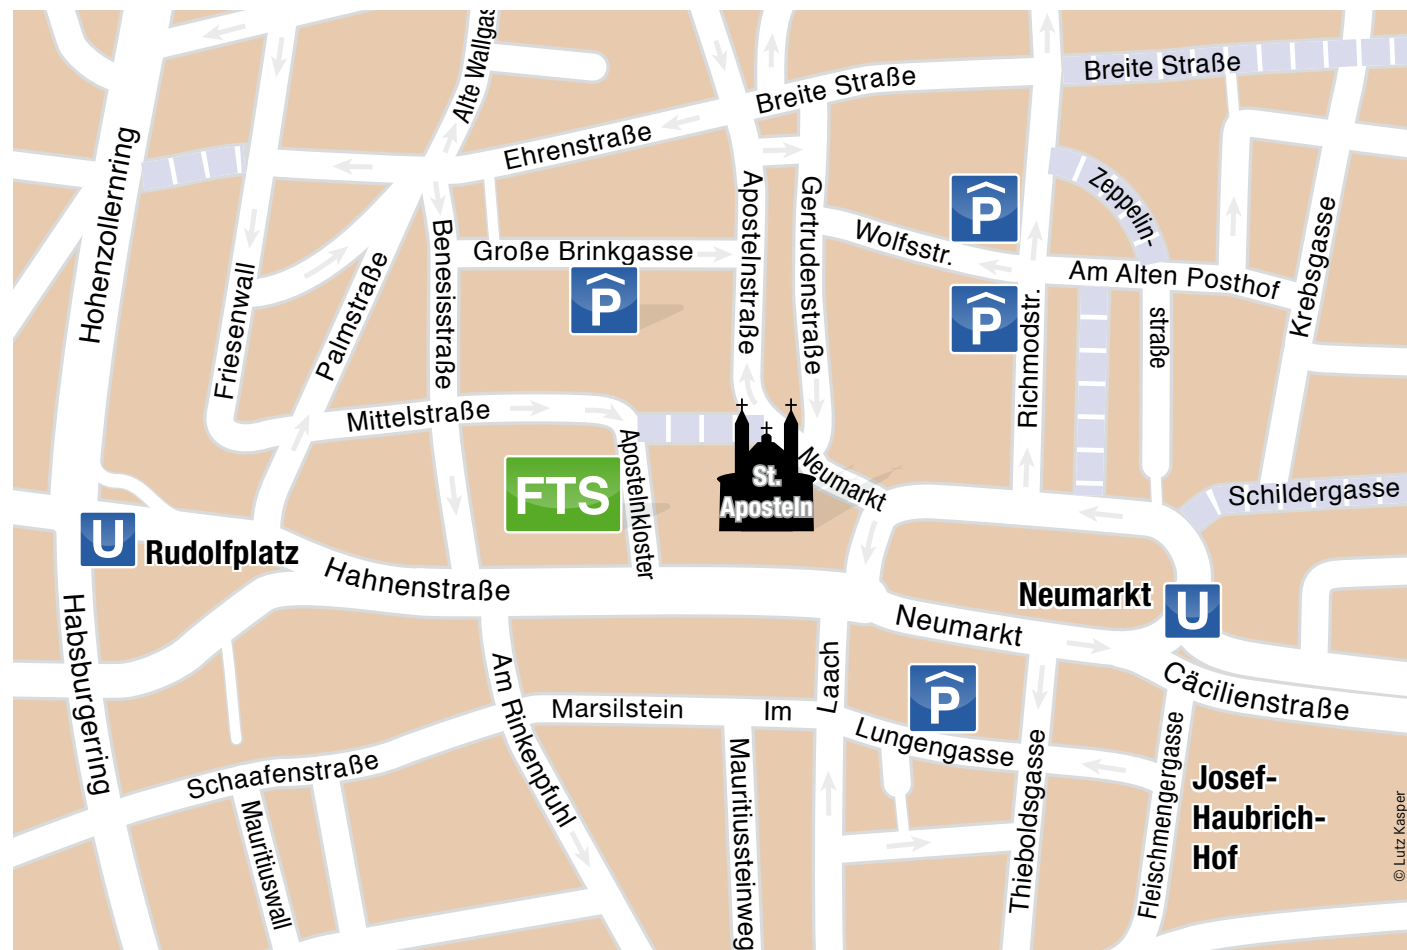 Alte Wallgas
Breite Straße
Breite Straße
Ehrenstraße
Hohenzollernring
Zeppelin-
straße
Apostelnstraße
Gertrudenstraße
Wolfsstr.
P
Große Brinkgasse
Benesisstraße
Am Alten Posthof
Krebsgasse
Friesenwall
Palmstraße
P
P
Richmodstr.
Mittelstraße
Apostelnkloster
FTS
St.
Aposteln
Neumarkt
Schildergasse
U
Rudolfplatz
Hahnenstraße
Neumarkt
U
Neumarkt
Habsburgerring
Am Rinkenpfuhl
Marsilstein
Im
Laach
P
Lungengasse
Cäcilienstraße
Schaafenstraße
Mauritiuswall
Mauritiussteinweg
Thieboldsgasse
Fleischmengergasse
Josef-
Haubrich-
Hof
© Lutz Kasper